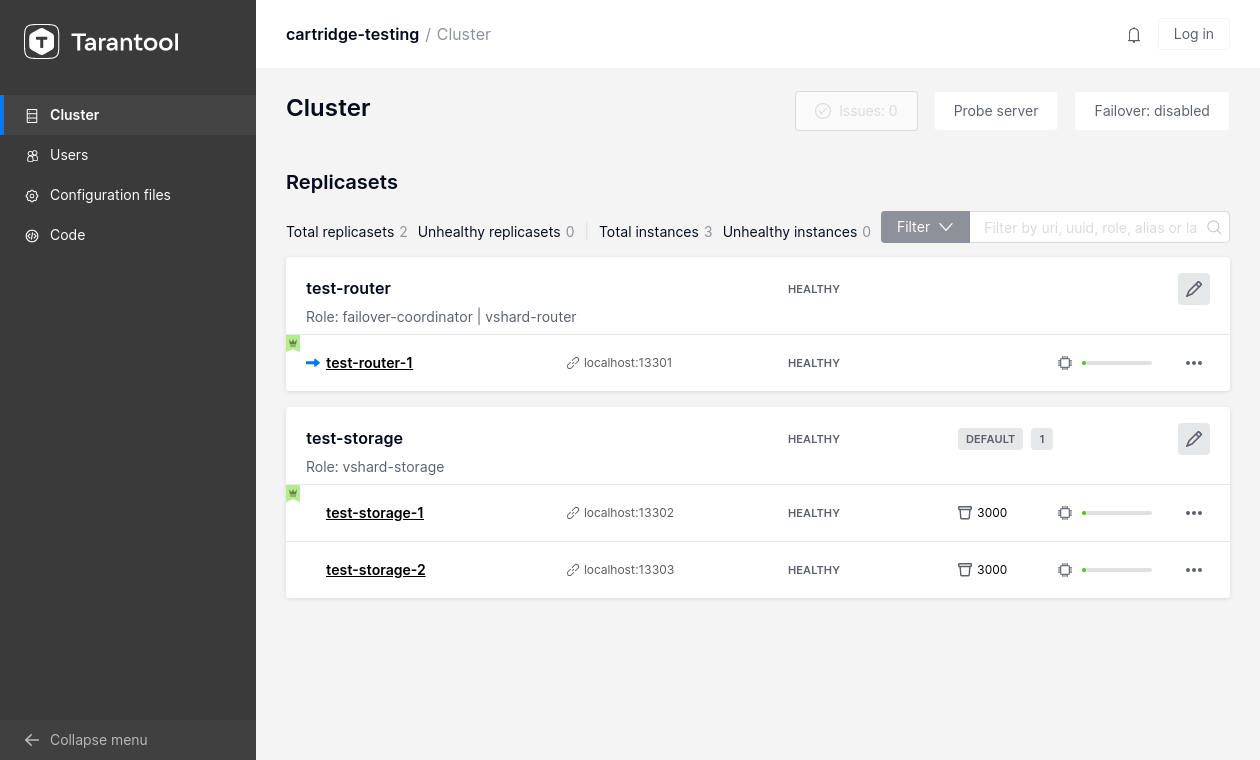 Tarantool
Cluster
Users
Configuration files
Code
Collapse menu
cartridge-testing / Cluster
Log in
Cluster
Issues: 0
Probe server
Failover: disabled
Replicasets
Total replicasets 2 Unhealthy replicasets 0 Total instances 3 Unhealthy instances 0
Filter
Filter by uri, uuid, role, alias or la
test-router
HEALTHY
Role: failover-coordinator | vshard-router
test-router-1
localhost:13301
HEALTHY
test-storage
HEALTHY
DEFAULT
1
Role: vshard-storage
test-storage-1
localhost:13302
HEALTHY
3000
test-storage-2
localhost:13303
HEALTHY
3000